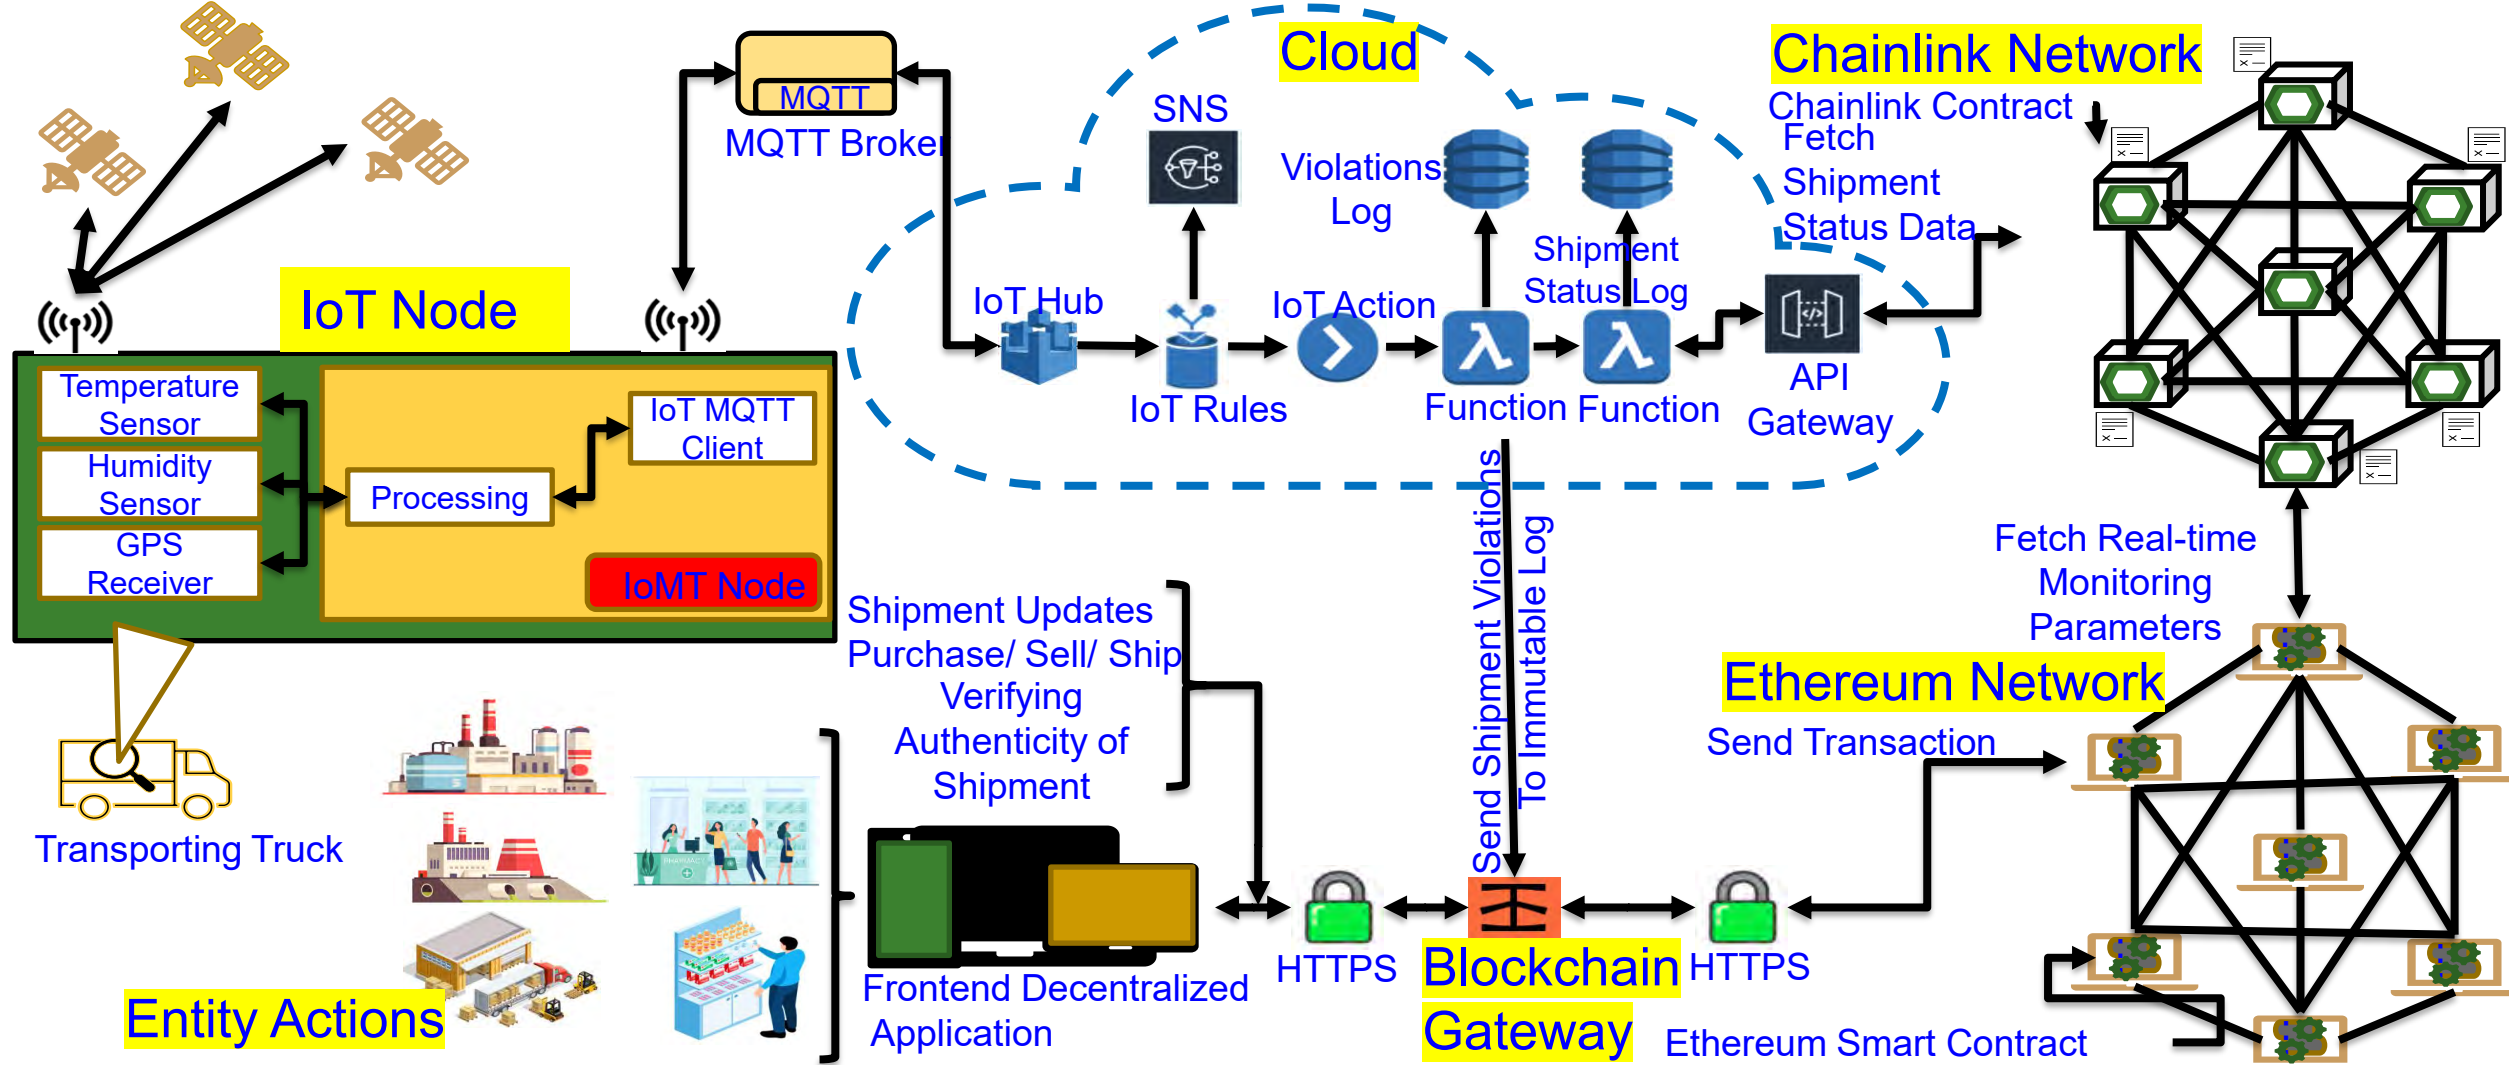 Cloud
Chainlink Network
MQTT
MQTT Broker
SNS
Chainlink Contract
Fetch
Shipment
Status Data
Violations
Log
Shipment
Status Log
IoT Node
IoT Hub
IoT Action
IoT Rules
Function
Function
API
Gateway
Temperature
Sensor
Humidity
Sensor
GPS
Receiver
Processing
IoT MQTT
Client
IoMT Node
Send Shipment Violations
To Immutable Log
Fetch Real-time
Monitoring
Parameters
Shipment Updates
Purchase/ Sell/ Ship
Verifying
Authenticity of
Shipment
Ethereum Network
Send Transaction
Transporting Truck
PHARMACY
Entity Actions
Frontend Decentralized
Application
HTTPS
Blockchain
Gateway
HTTPS
Ethereum Smart Contract